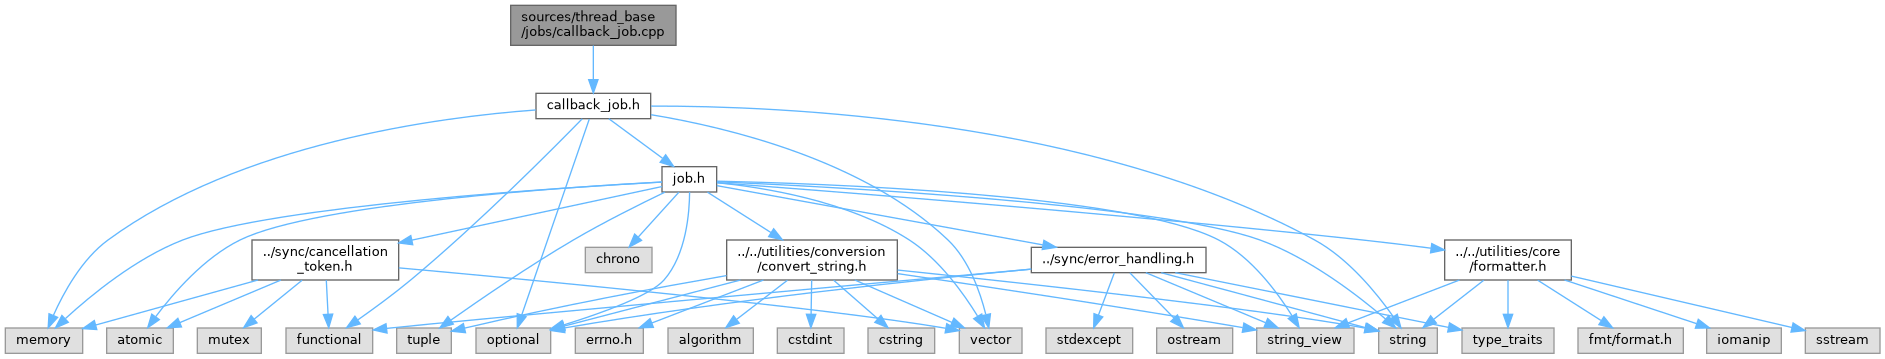 sources/thread_base
/jobs/callback_job.cpp
callback_job.h
job.h
../sync/cancellation
_token.h
chrono
../../utilities/conversion
/convert_string.h
../sync/error_handling.h
../../utilities/core
/formatter.h
memory
atomic
mutex
functional
tuple
optional
errno.h
algorithm
cstdint
cstring
vector
stdexcept
ostream
string_view
string
type_traits
fmt/format.h
iomanip
sstream